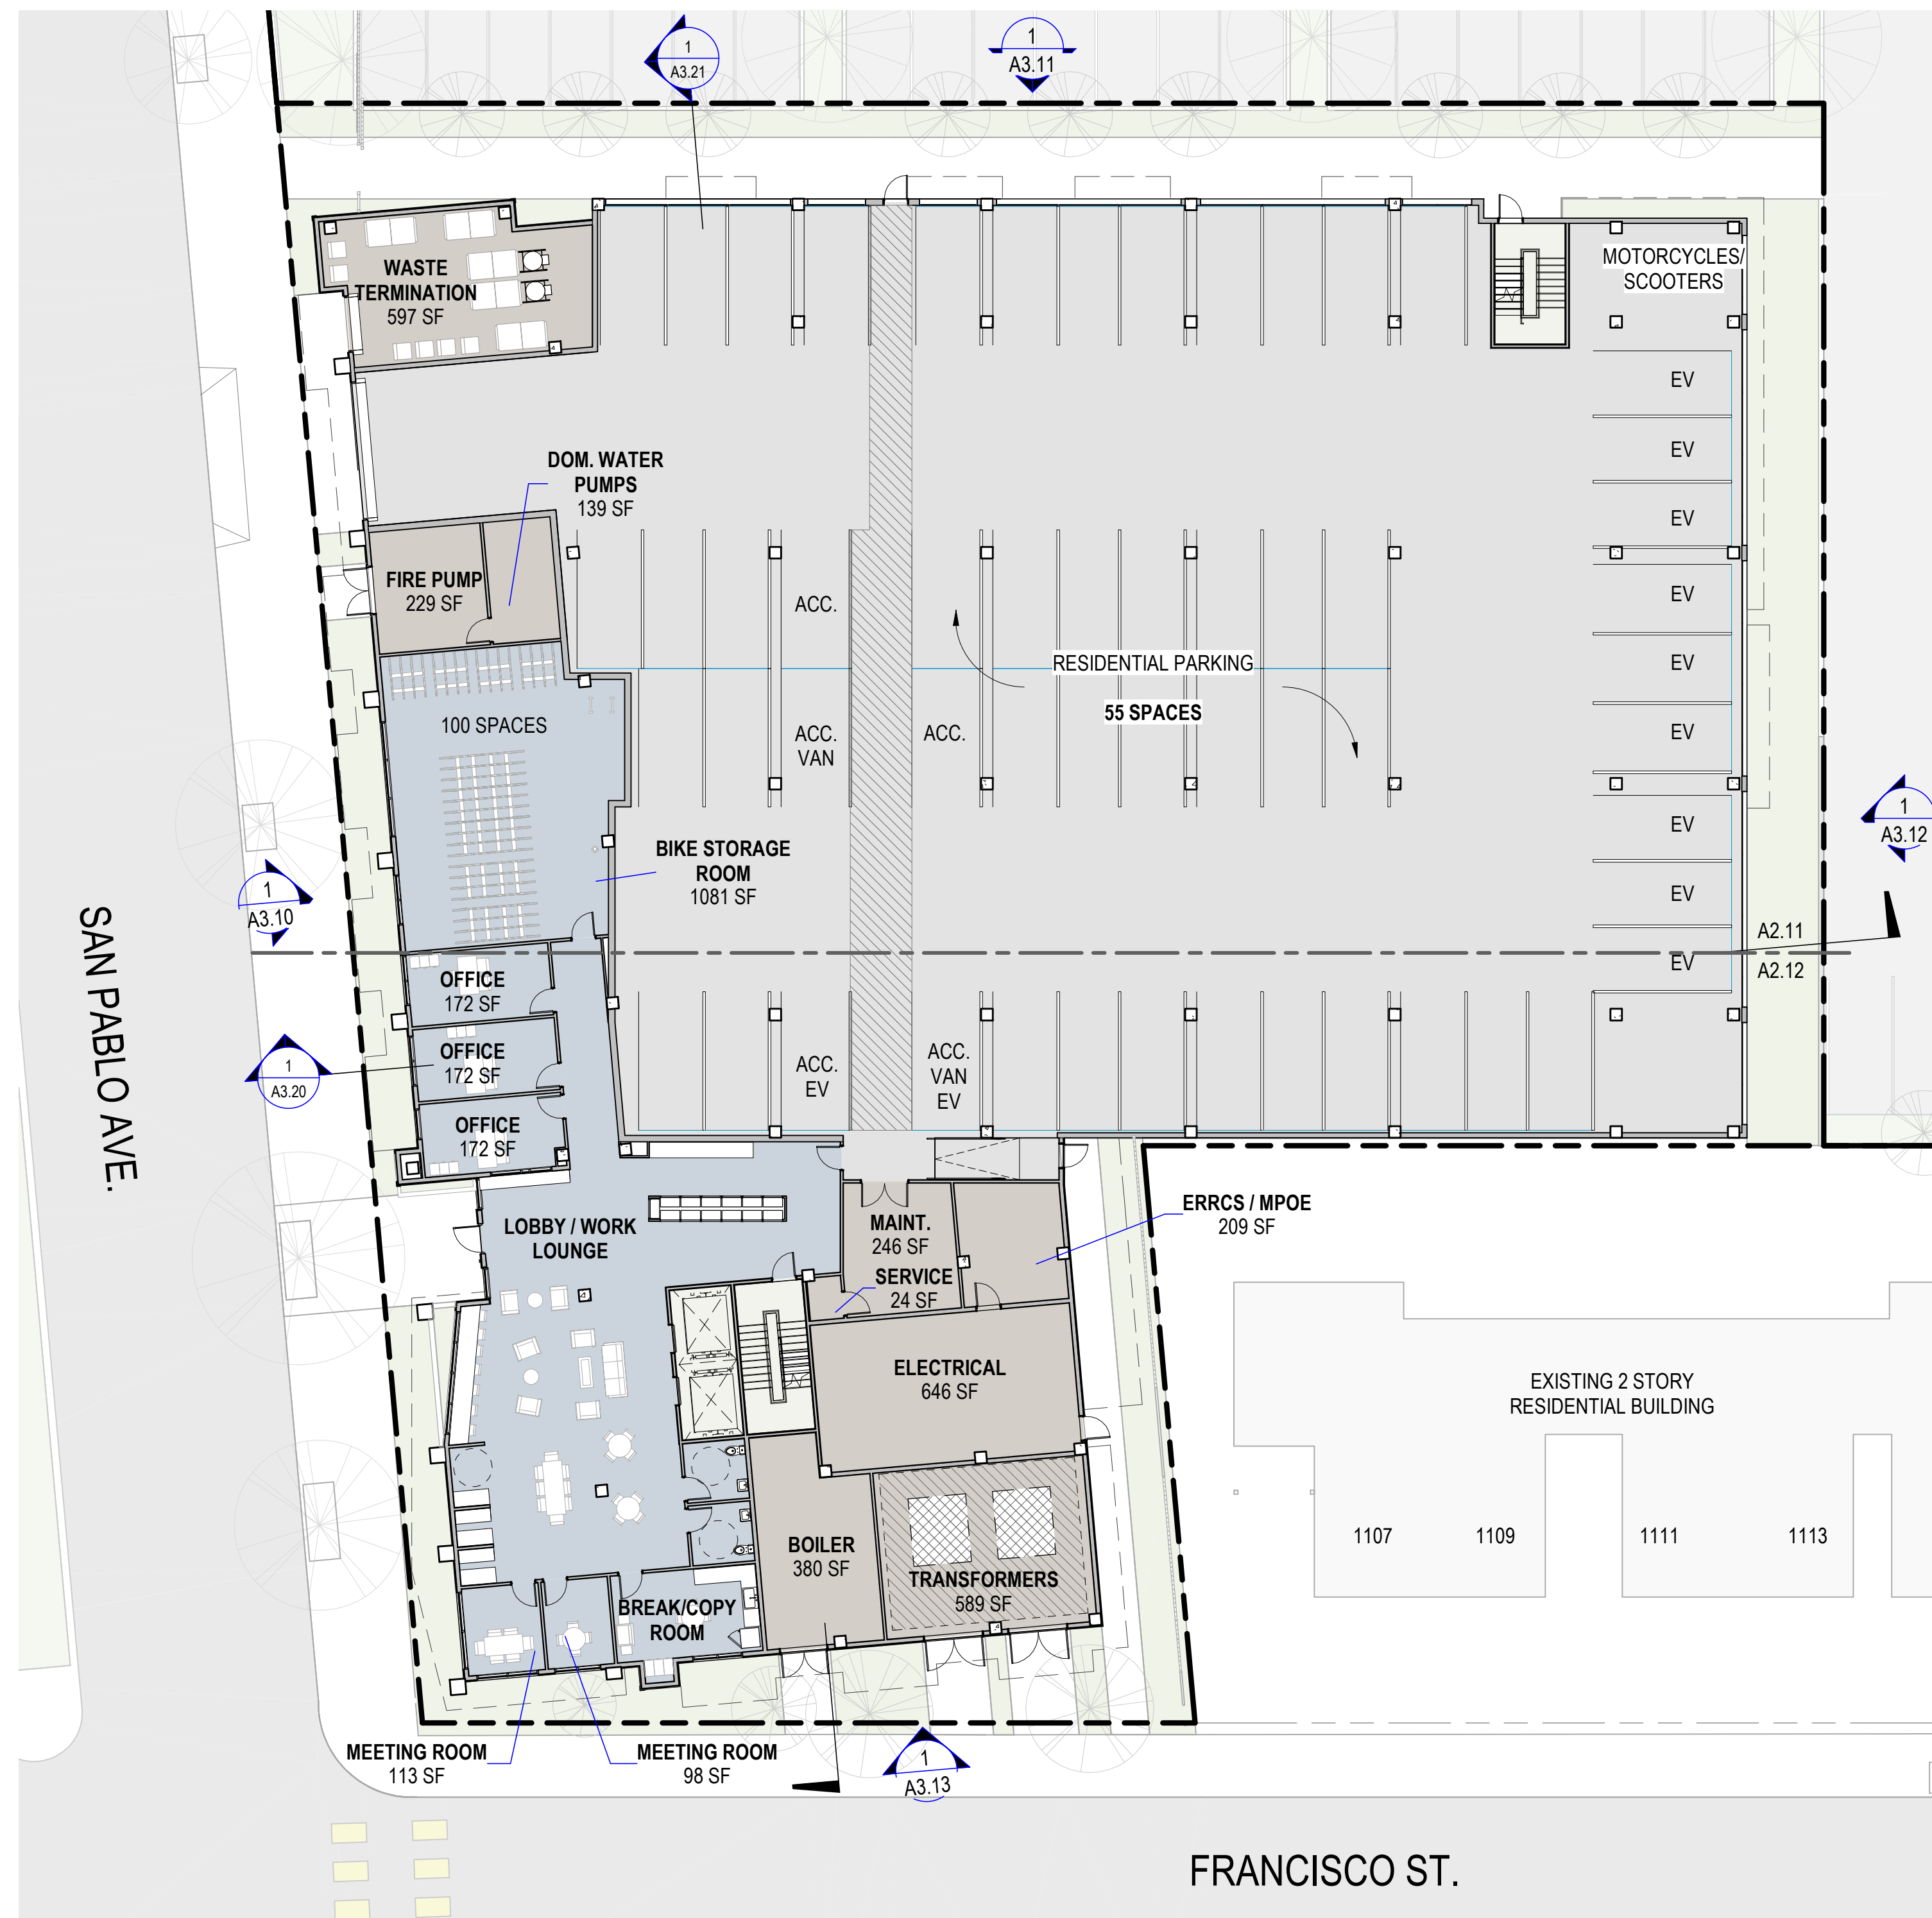 1
A3.21
1
A3.11
WASTE
TERMINATION
597 SF
MOTORCYCLES/
SCOOTERS
EV
EV
EV
DOM. WATER
PUMPS
139 SF
FIRE PUMP
229 SF
ACC.
EV
EV
EV
RESIDENTIAL PARKING
55 SPACES
100 SPACES
ACC.
VAN
ACC.
EV
EV
EV
1
A3.12
BIKE STORAGE
ROOM
1081 SF
1
A3.10
SAN PABLO AVE.
A2.11
A2.12
OFFICE
172 SF
OFFICE
172 SF
OFFICE
172 SF
1
A3.20
ACC.
EV
ACC.
VAN
EV
LOBBY / WORK
LOUNGE
MAINT.
246 SF
SERVICE
24 SF
ERRCS / MPOE
209 SF
ELECTRICAL
646 SF
EXISTING 2 STORY
RESIDENTIAL BUILDING
1107
1109
1111
1113
BOILER
380 SF
TRANSFORMERS
589 SF
BREAK/COPY
ROOM
MEETING ROOM
113 SF
MEETING ROOM
98 SF
1
A3.13
FRANCISCO ST.